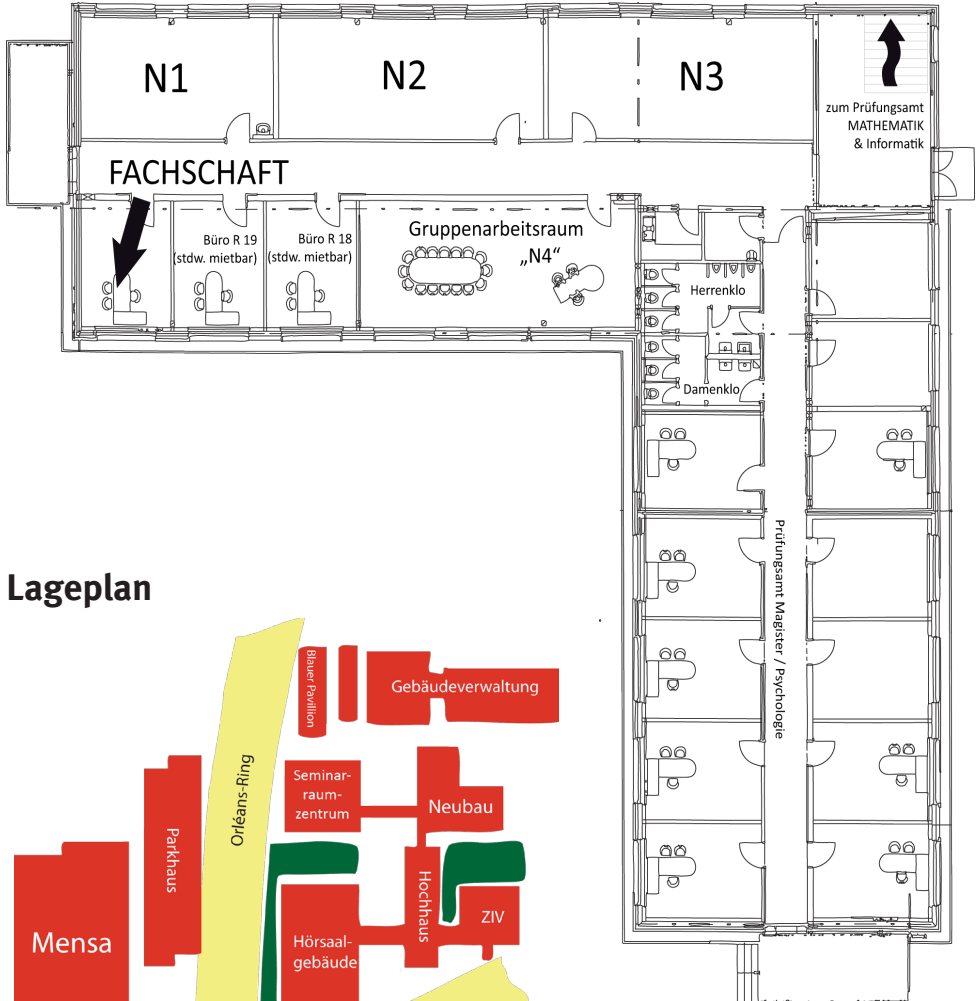 N1
N2
N3
zum Prüfungsamt
MATHEMATIK
& Informatik
FACHSCHAFT
Büro R 19
(stdw. mietbar)
Büro R 18
(stdw. mietbar)
Gruppenarbeitsraum
„N4“
Herrenklo
Damenklo
Prüfungsamt Magister / Psychologie
Lageplan
Blauer Pavillion
Gebäudeverwaltung
Orléans-Ring
Seminar-
raum-
zentrum
Neubau
Parkhaus
Hochhaus
Mensa
Hörsaal-
gebäude
ZIV